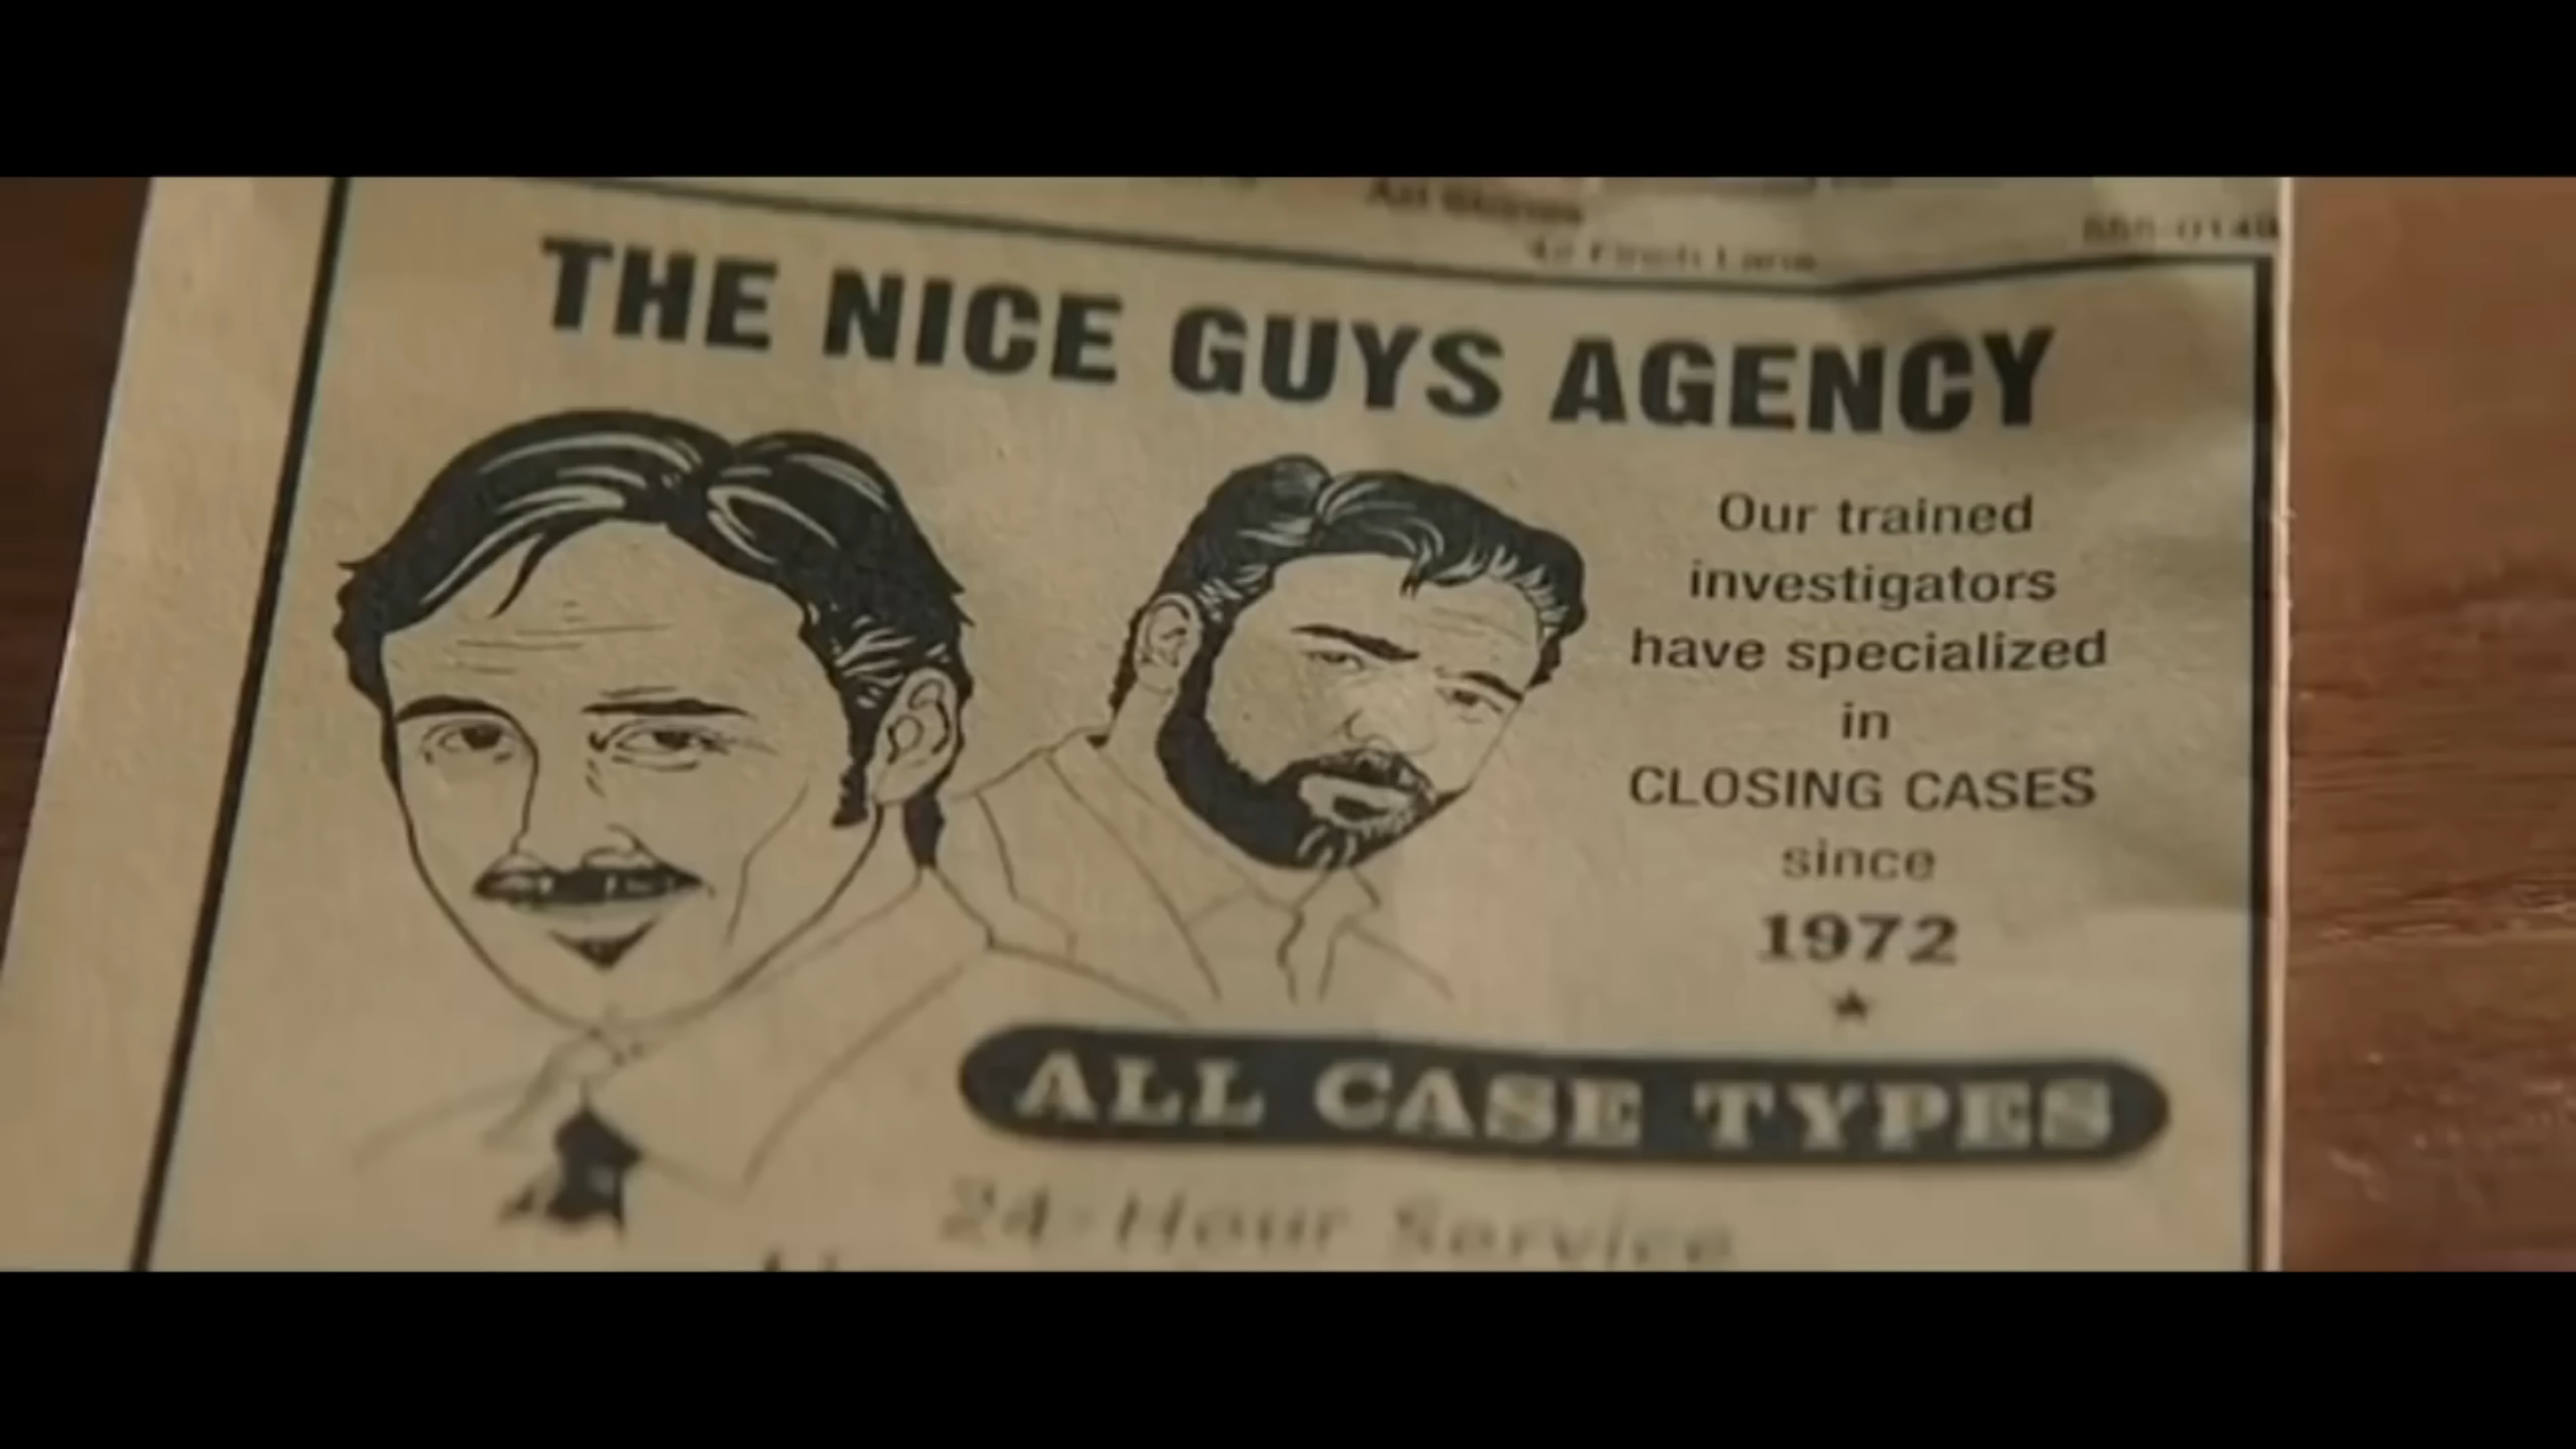 THE NICE GUYS AGENCY
Our trained
investigators
have specialized
in
CLOSING CASES
since
1972
ALL CASE TYPES
24-Hour Service